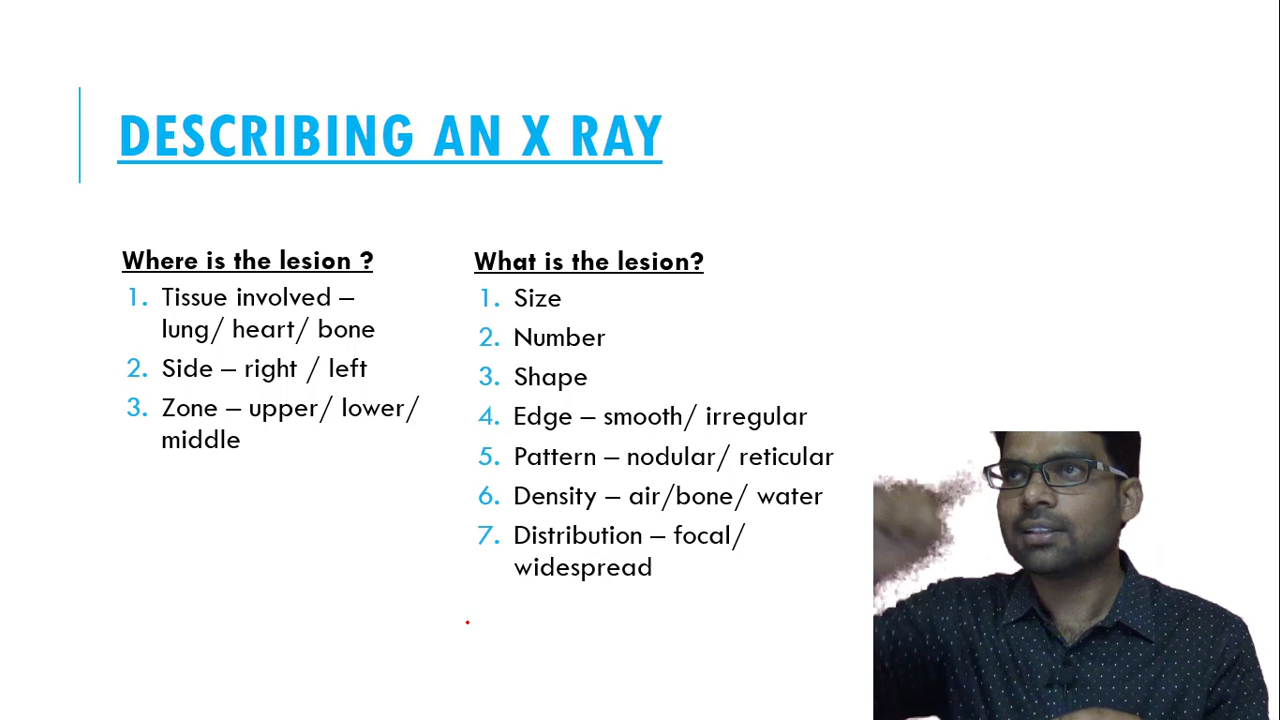 DESCRIBING AN X RAY
Where is the lesion ?
1. Tissue involved –
lung/ heart/ bone
2. Side – right / left
3. Zone – upper/ lower/
middle
What is the lesion?
1. Size
2. Number
3. Shape
4. Edge – smooth/ irregular
5. Pattern – nodular/ reticular
6. Density – air/bone/ water
7. Distribution – focal/
widespread